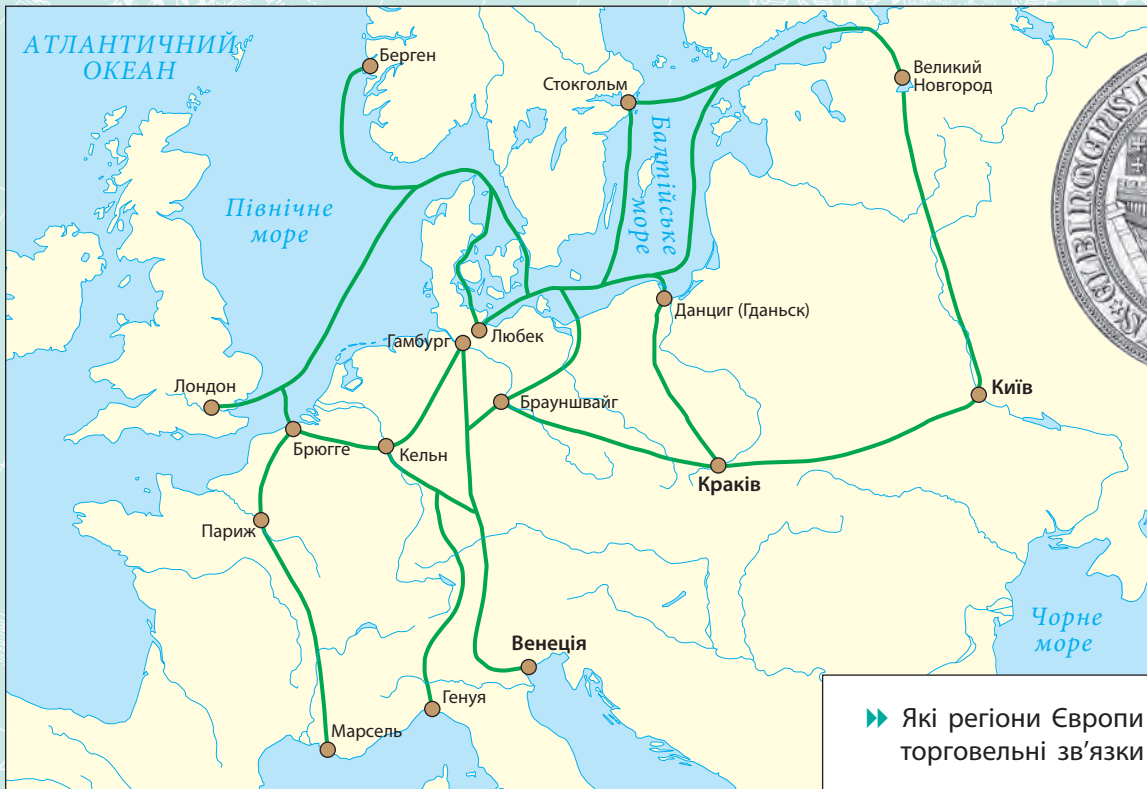 АТЛАНТИЧНИЙ
ОКЕАН
Берген
Стокгольм
Великий
Новгород
Балтійське
море
Північне
море
Данциг (Гданьск)
Любек
Гамбург
Лондон
Брауншвайг
Київ
Брюгге
Кельн
Краків
Париж
Чорне
море
Венеція
Генуя
Марсель
Які регіони Європи
торговельні зв’язки